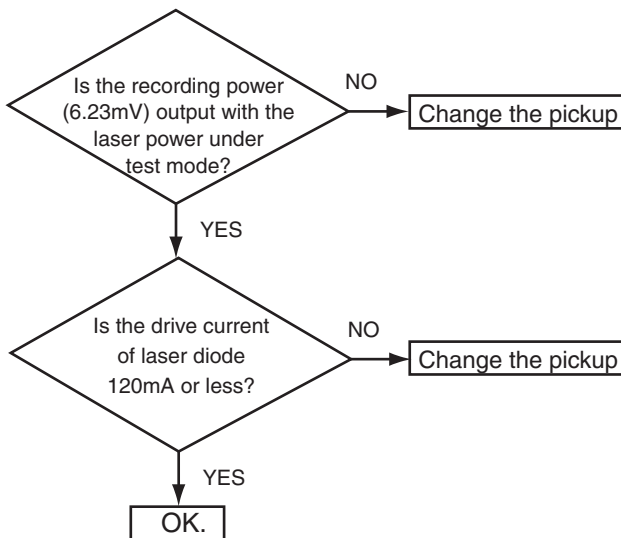 Is the recording power
(6.23mV) output with the
laser power under
test mode?
NO
Change the pickup
YES
Is the drive current
of laser diode
120mA or less?
NO
Change the pickup
YES
OK.